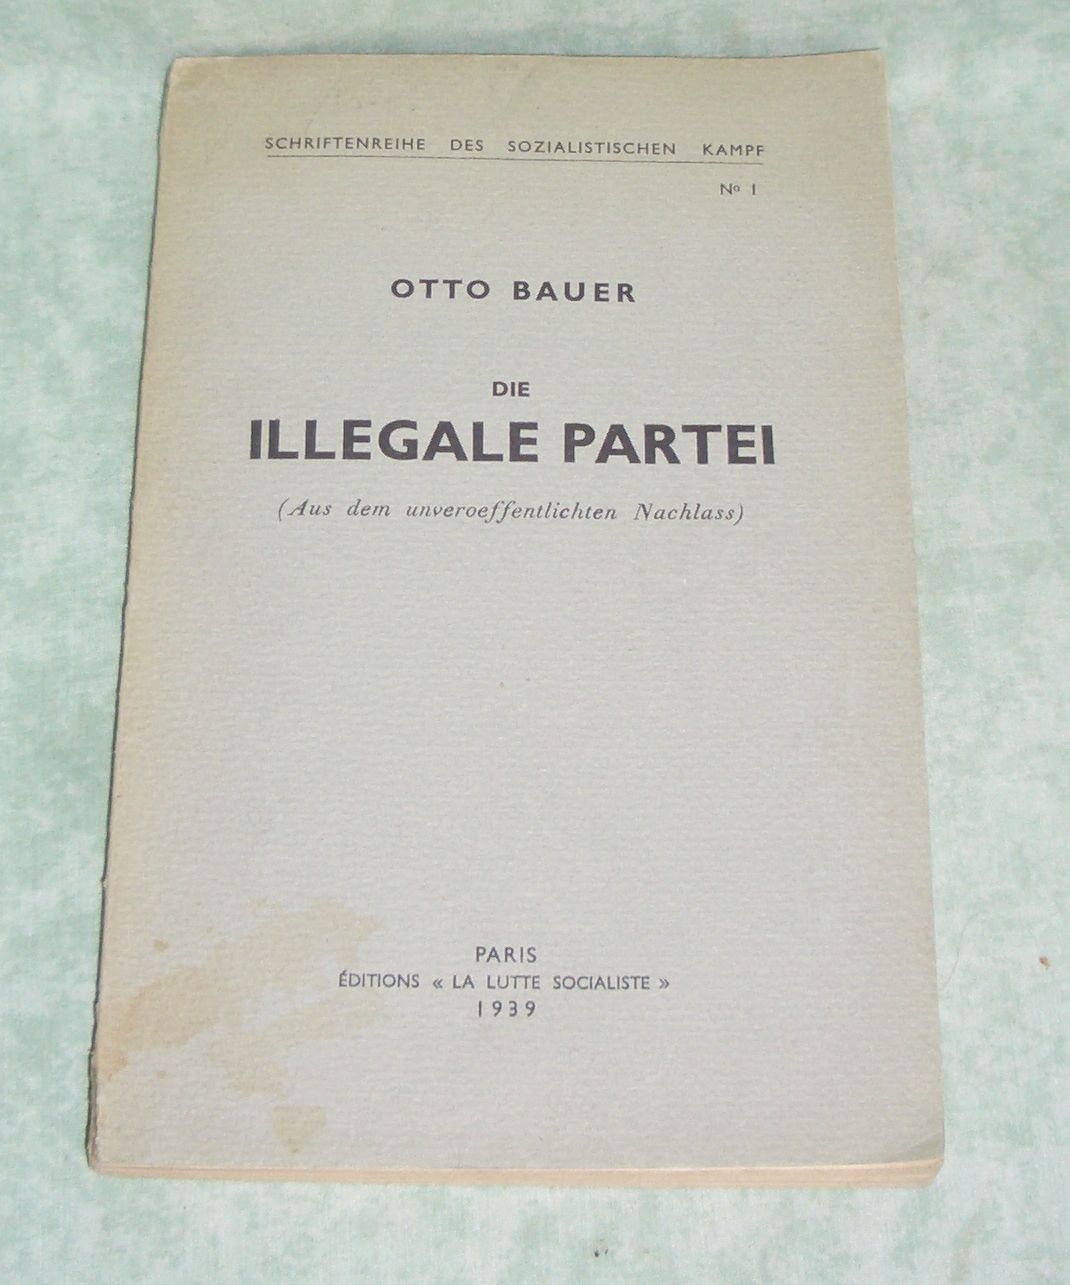 SCHRIFTENREIHE DES SOZIALISTISCHEN KAMPF
Nº 1
OTTO BAUER
DIE
ILLEGALE PARTEI
(Aus dem unveroeffentlichten Nachlass)
PARIS
ÉDITIONS « LA LUTTE SOCIALISTE »
1939